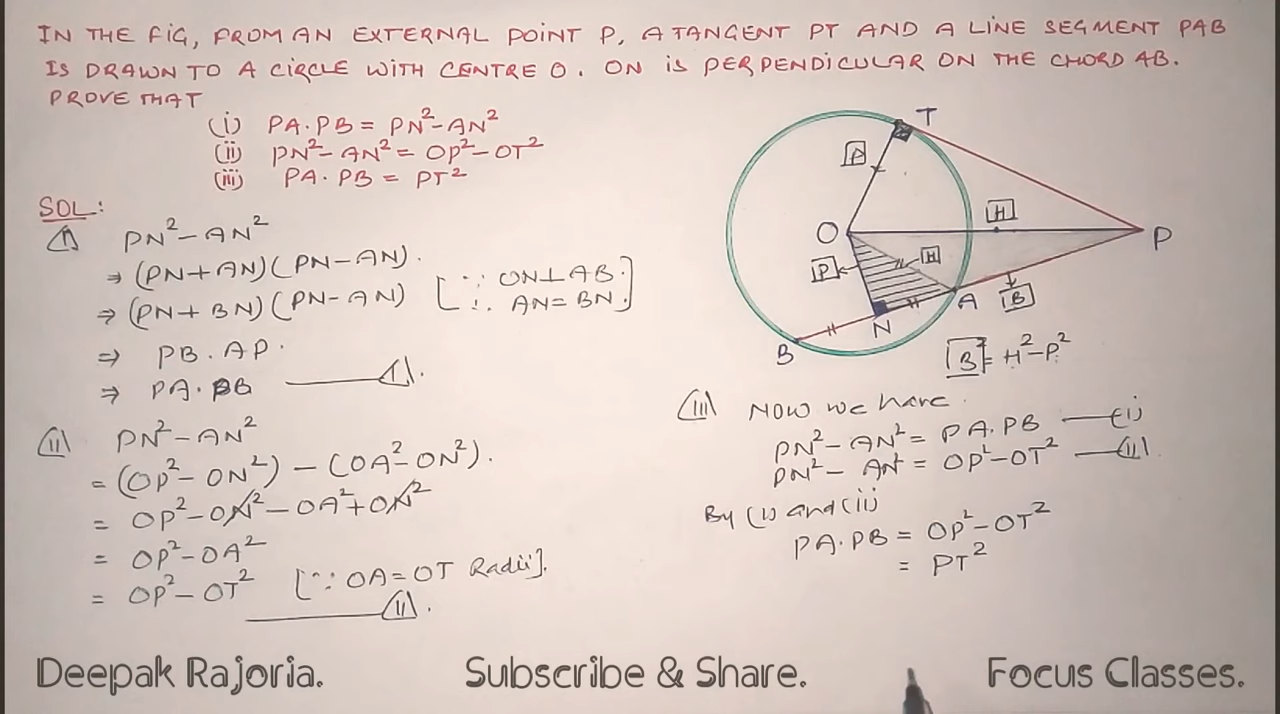 IN THE FIG, FROM AN EXTERNAL POINT P, A TANGENT PT AND A LINE SEGMENT PAB
IS DRAWN TO A CIRCLE WITH CENTRE O. ON IS PERPENDICULAR ON THE CHORD AB.
PROVE THAT
(i) PA.PB = PN²-AN²
(ii) PN²-AN² = OP²-OT²
(iii) PA.PB = PT²
SOL:
(i) PN²-AN²
⇒ (PN+AN)(PN-AN).
⇒ (PN+BN)(PN-AN) [∵ ON⊥AB.
∴ AN=BN.]
⇒ PB.AP.
⇒ PA.PB —(i).
(ii) PN²-AN²
= (OP²-ON²)-(OA²-ON²).
= OP²-ON²-OA²+ON²
= OP²-OA²
= OP²-OT² [∵ OA=OT Radii].
—(ii).
T
P
H
O
P
H
P
A
B
N
B
B²=H²-P²
(iii) Now we have.
PN²-AN²=PA.PB —(i)
PN²-AN²=OP²-OT² —(ii)
By (i) and (ii)
PA.PB = OP²-OT²
= PT²
Deepak Rajoria. Subscribe & Share. Focus Classes.